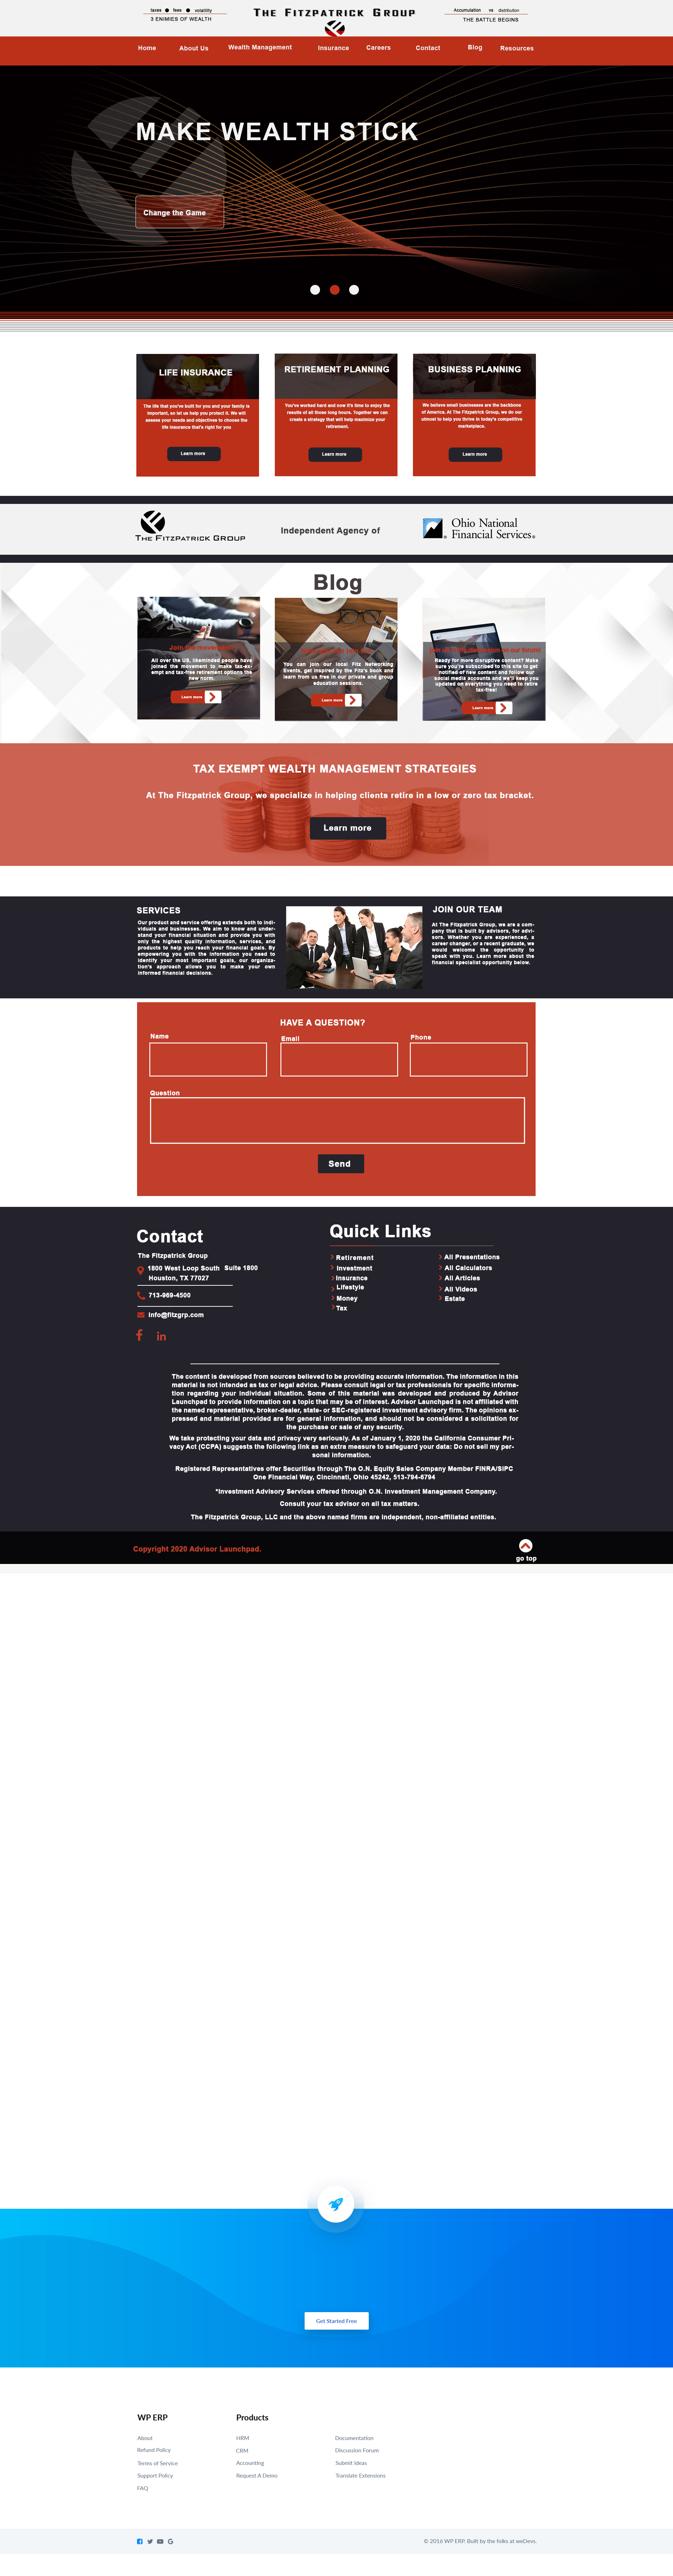 taxes ● fees ● volatility
3 ENIMIES OF WEALTH
THE FITZPATRICK GROUP
Accumulation vs distribution
THE BATTLE BEGINS
Home About Us Wealth Management Insurance Careers Contact Blog Resources
MAKE WEALTH STICK
Change the Game
LIFE INSURANCE
The life that you've built for you and your family is
important, so let us help you protect it. We will
assess your needs and objectives to choose the
life insurance that's right for you
Learn more
RETIREMENT PLANNING
You've worked hard and now it's time to enjoy the
results of all those long hours. Together we can
create a strategy that will help maximize your
retirement.
Learn more
BUSINESS PLANNING
We believe small businesses are the backbone
of America. At The Fitzpatrick Group, we do our
utmost to help you thrive in today's competitive
marketplace.
Learn more
THE FITZPATRICK GROUP
Independent Agency of
Ohio National
Financial Services®
Blog
Join the movement
All over the US, likeminded people have
joined the movement to make tax-ex-
empt and tax-free retirement options the
new norm.
Learn more
You can join our local Fitz Networking
Events, get inspired by the Fitz's book and
learn from us free in our private and group
education sessions.
Learn more
Ready for more disruptive content? Make
sure you're subscribed to this site to get
notified of new content and follow our
social media accounts and we'll keep you
updated on everything you need to retire
tax-free!
Learn more
TAX EXEMPT WEALTH MANAGEMENT STRATEGIES
At The Fitzpatrick Group, we specialize in helping clients retire in a low or zero tax bracket.
Learn more
SERVICES
Our product and service offering extends both to indi-
viduals and businesses. We aim to know and under-
stand your financial situation and provide you with
only the highest quality information, services, and
products to help you reach your financial goals. By
empowering you with the information you need to
identify your most important goals, our organiza-
tion's approach allows you to make your own
informed financial decisions.
JOIN OUR TEAM
At The Fitzpatrick Group, we are a com-
pany that is built by advisors, for advi-
sors. Whether you are experienced, a
career changer, or a recent graduate, we
would welcome the opportunity to
speak with you. Learn more about the
financial specialist opportunity below.
HAVE A QUESTION?
Name
Email
Phone
Question
Send
Contact
The Fitzpatrick Group
1800 West Loop South Suite 1800
Houston, TX 77027
713-969-4500
info@fitzgrp.com
Quick Links
Retirement
Investment
Insurance
Lifestyle
Money
Tax
All Presentations
All Calculators
All Articles
All Videos
Estate
The content is developed from sources believed to be providing accurate information. The information in this
material is not intended as tax or legal advice. Please consult legal or tax professionals for specific informa-
tion regarding your individual situation. Some of this material was developed and produced by Advisor
Launchpad to provide information on a topic that may be of interest. Advisor Launchpad is not affiliated with
the named representative, broker-dealer, state- or SEC-registered investment advisory firm. The opinions ex-
pressed and material provided are for general information, and should not be considered a solicitation for
the purchase or sale of any security.
We take protecting your data and privacy very seriously. As of January 1, 2020 the California Consumer Pri-
vacy Act (CCPA) suggests the following link as an extra measure to safeguard your data: Do not sell my per-
sonal information.
Registered Representatives offer Securities through The O.N. Equity Sales Company Member FINRA/SIPC
One Financial Way, Cincinnati, Ohio 45242, 513-794-6794
*Investment Advisory Services offered through O.N. Investment Management Company.
Consult your tax advisor on all tax matters.
The Fitzpatrick Group, LLC and the above named firms are independent, non-affiliated entities.
Copyright 2020 Advisor Launchpad.
go top
Get Started Free
WP ERP
About
Refund Policy
Terms of Service
Support Policy
FAQ
Products
HRM
CRM
Accounting
Request A Demo
Documentation
Discussion Forum
Submit Ideas
Translate Extensions
© 2016 WP ERP. Built by the folks at weDevs.